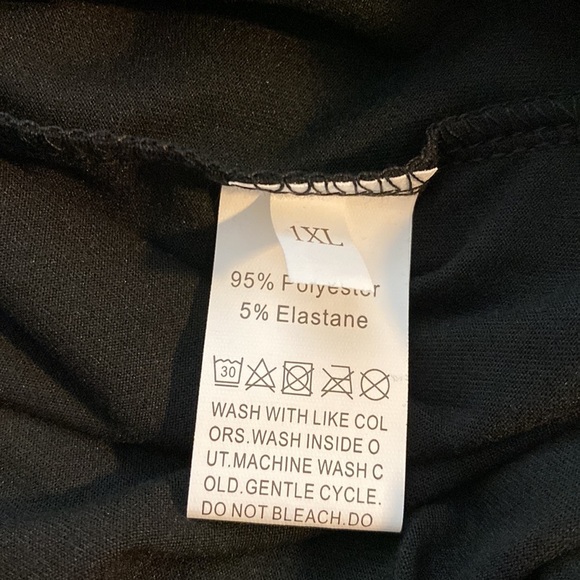 1XL
95% Polyester
5% Elastane
30
WASH WITH LIKE COL
ORS.WASH INSIDE O
UT.MACHINE WASH C
OLD.GENTLE CYCLE.
DO NOT BLEACH.DO